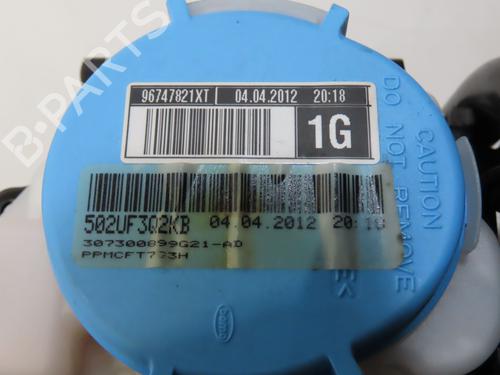 96747821XT 04.04.2012 20:18
1G
502UF3Q2KB 04.04.2012 20:18
307300899G21-AD
PPMCFT773H
CAUTION
DO NOT REMOVE
B-PARTS